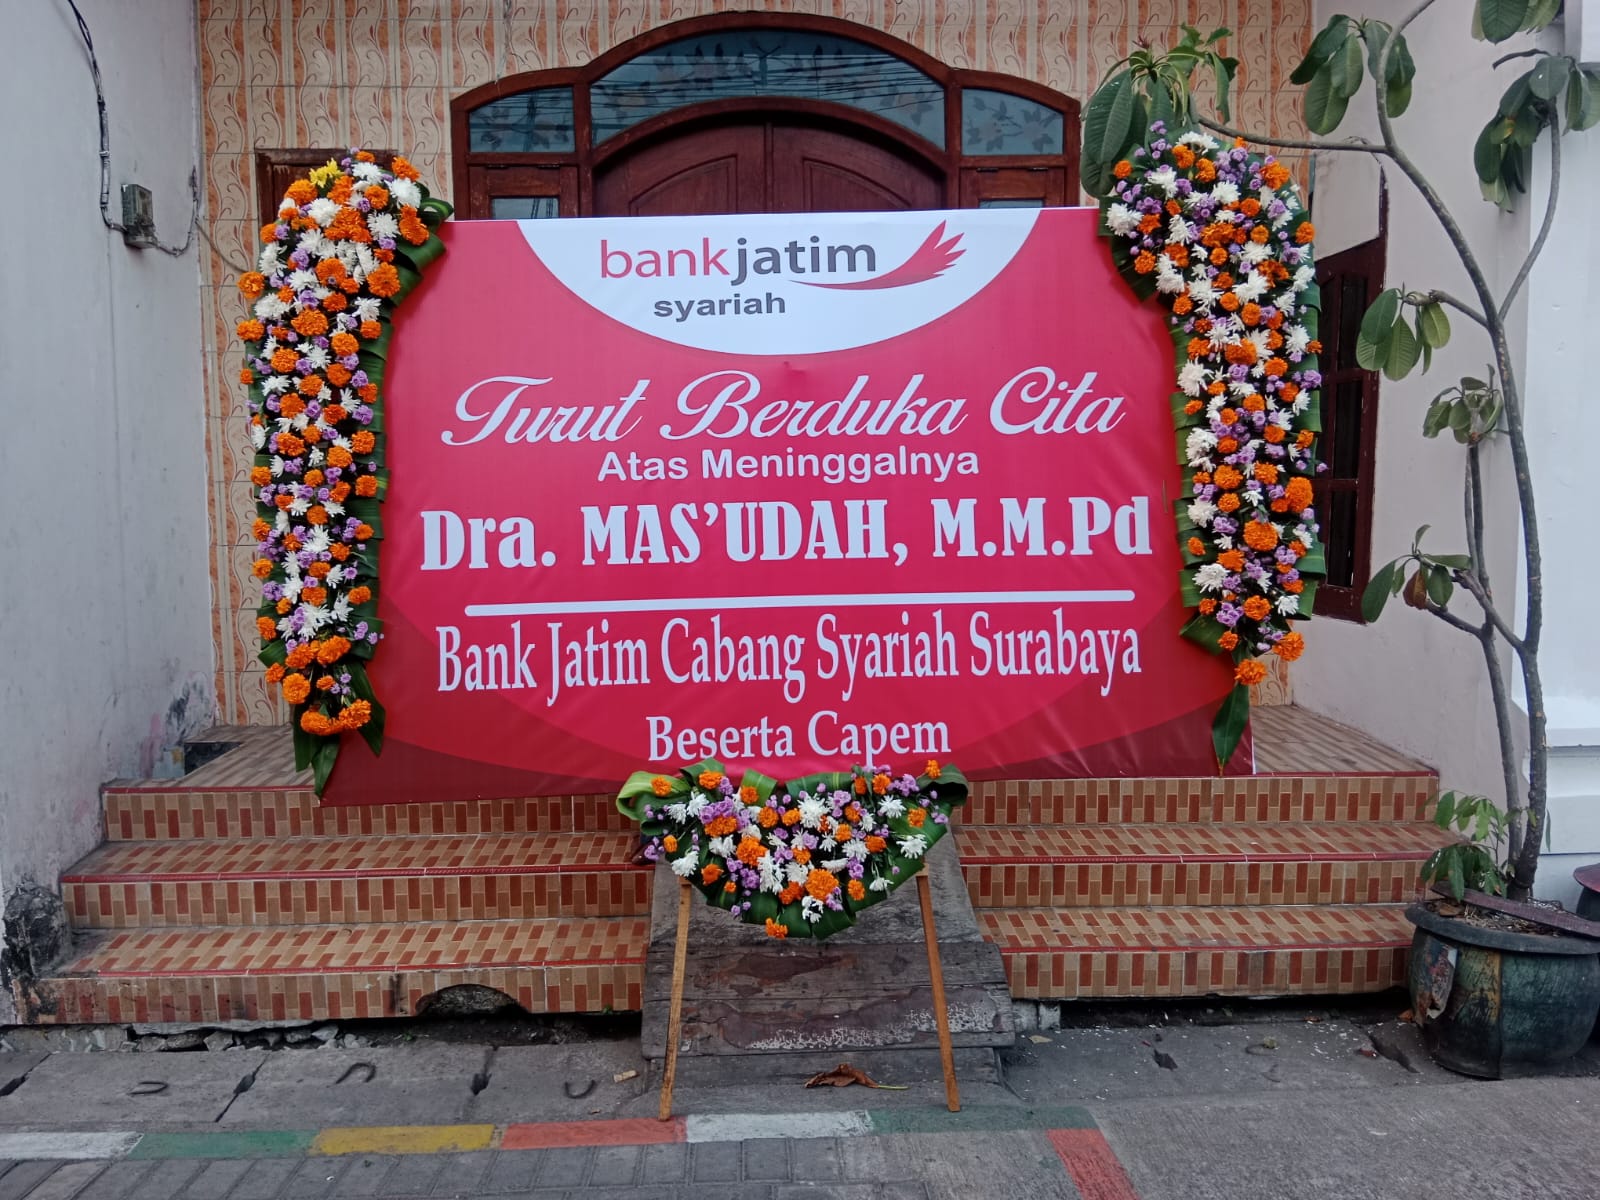 bankjatim
syariah
Turut Berduka Cita
Atas Meninggalnya
Dra. MAS'UDAH, M.M.Pd
Bank Jatim Cabang Syariah Surabaya
Beserta Capem